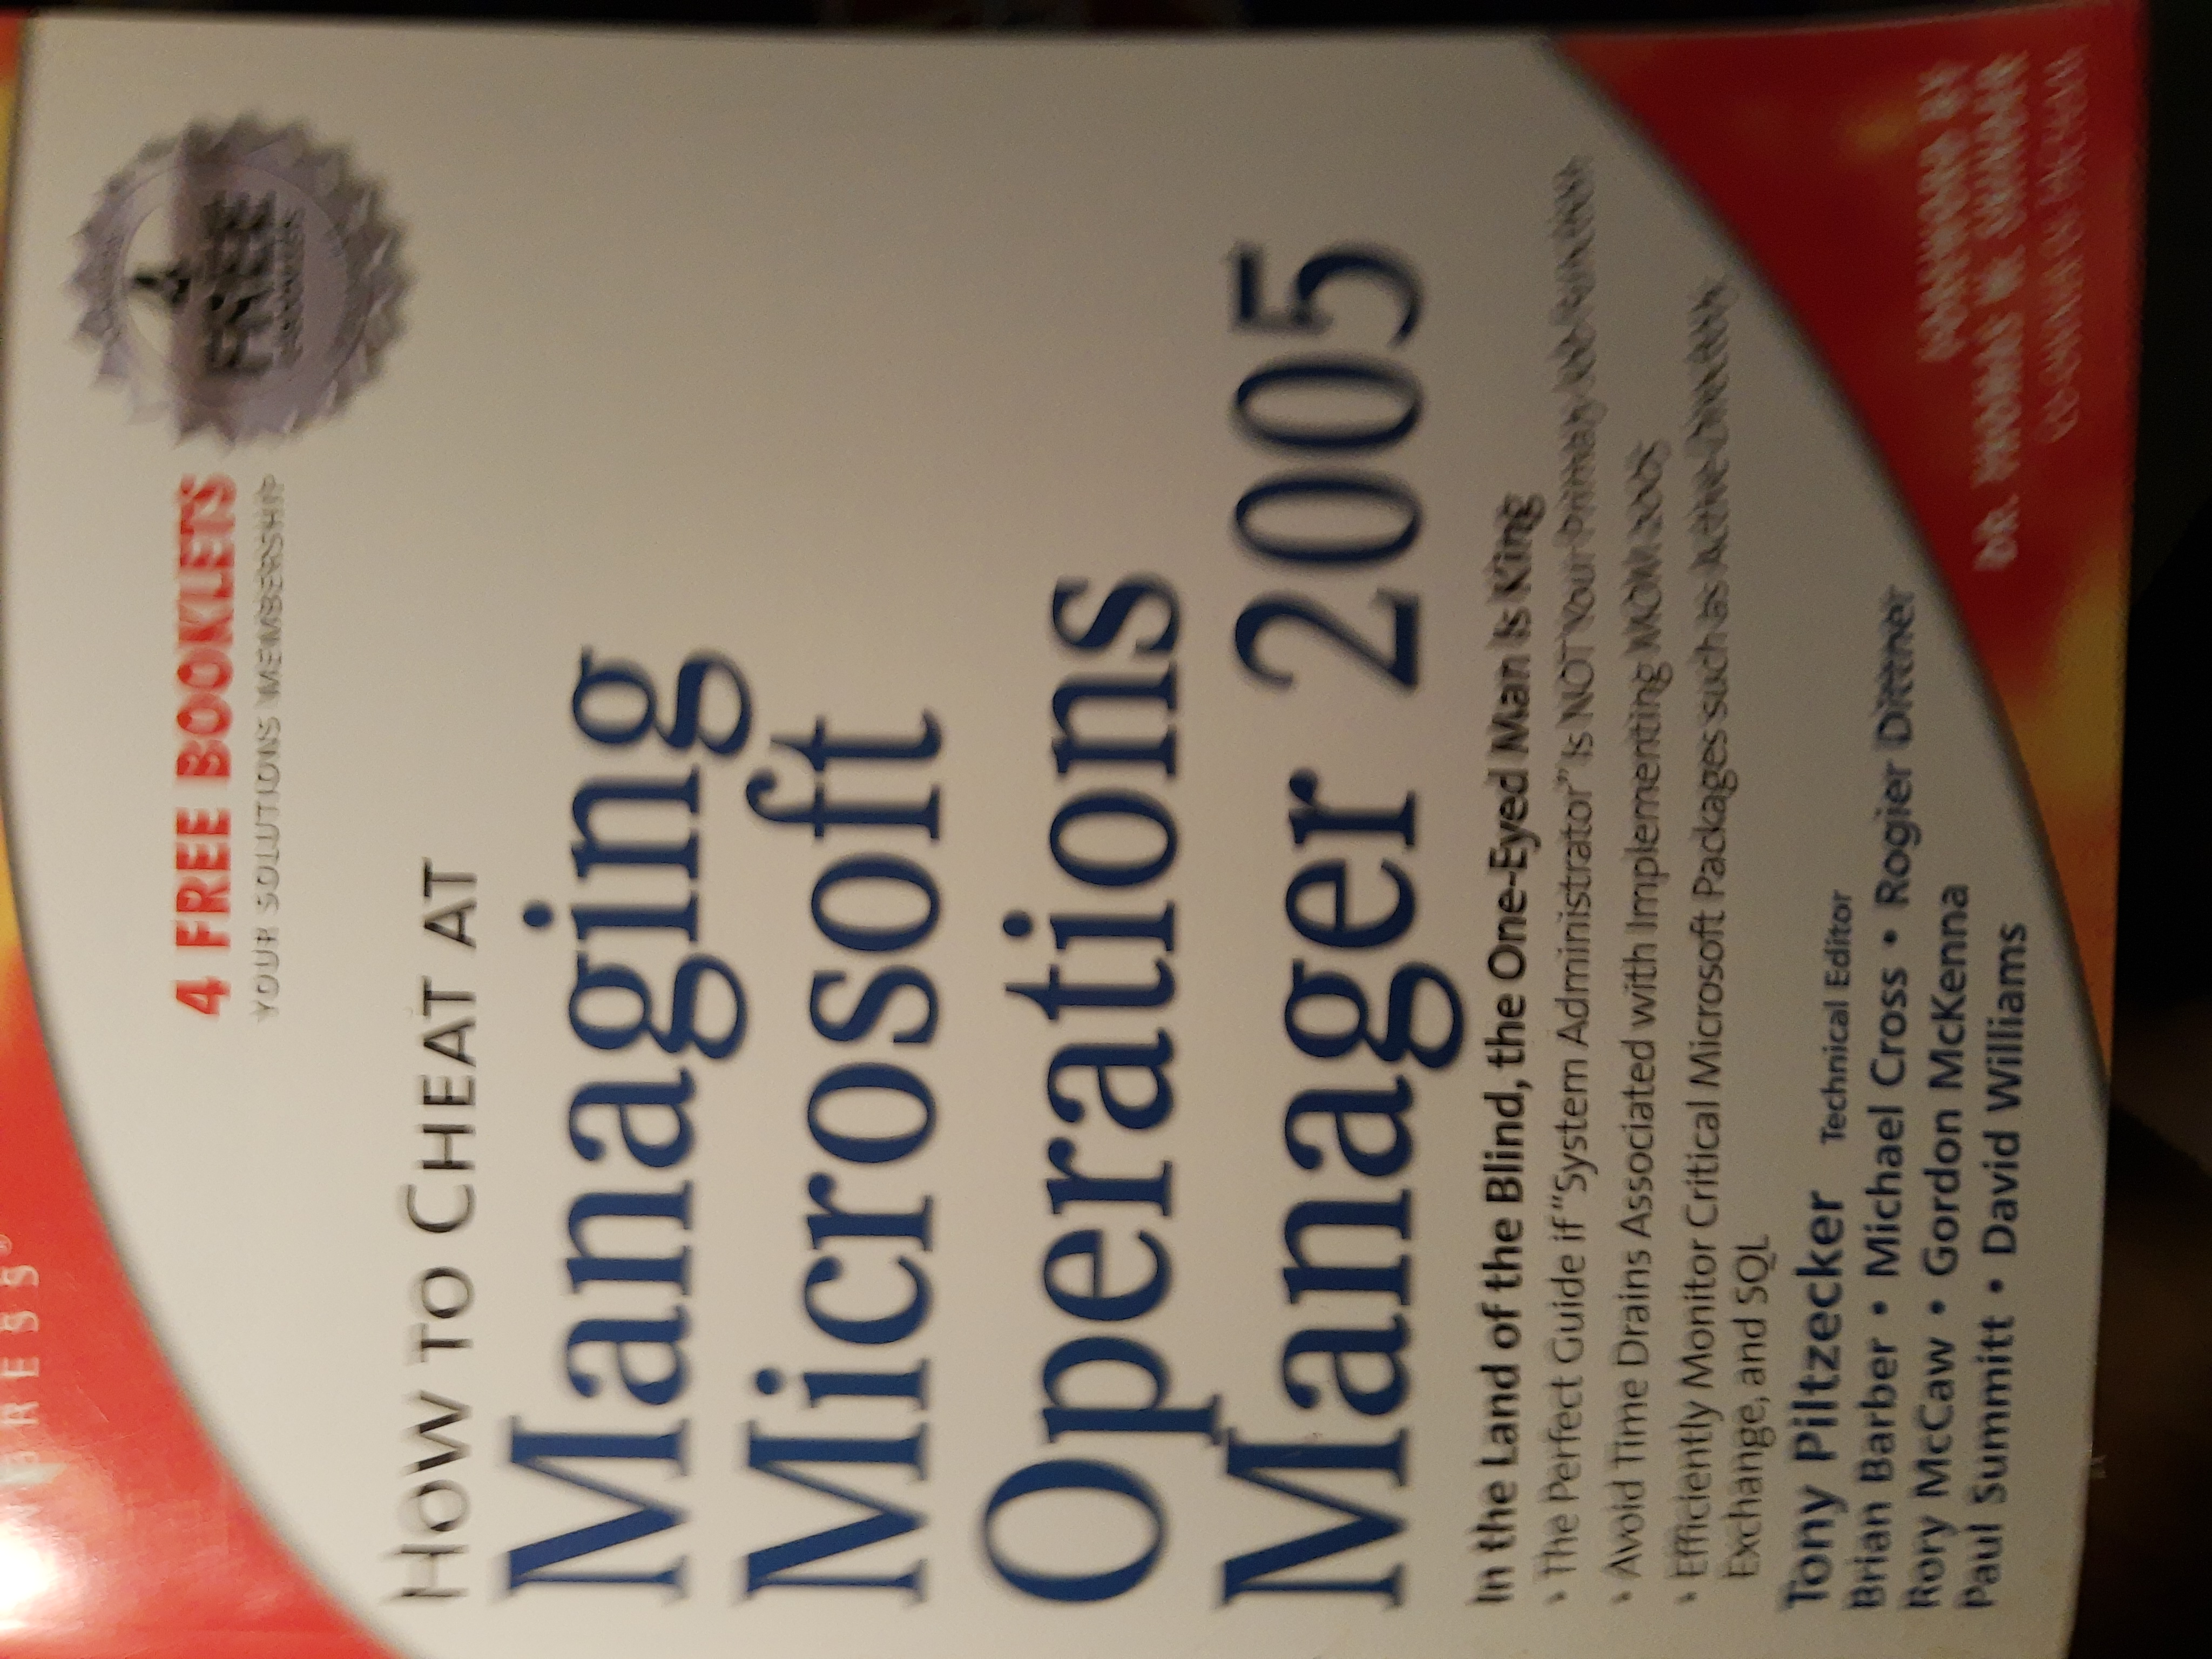 NGRESS®
4 FREE BOOKLETS
YOUR SOLUTIONS MEMBERSHIP
4
FREE
HOW TO CHEAT AT
Managing
Microsoft
Operations
Manager 2005
In the Land of the Blind, the One-Eyed Man Is King
The Perfect Guide if "System Administrator" Is NOT Your Primary Job Function
Avoid Time Drains Associated with Implementing MOM 2005
Efficiently Monitor Critical Microsoft Packages such as Active Directory,
Exchange, and SQL
Tony Piltzecker Technical Editor
Brian Barber • Michael Cross • Rogier Dittner
Rory McCaw • Gordon McKenna
Paul Summitt • David Williams
FOREWORD BY
DR. THOMAS W. SHINDER